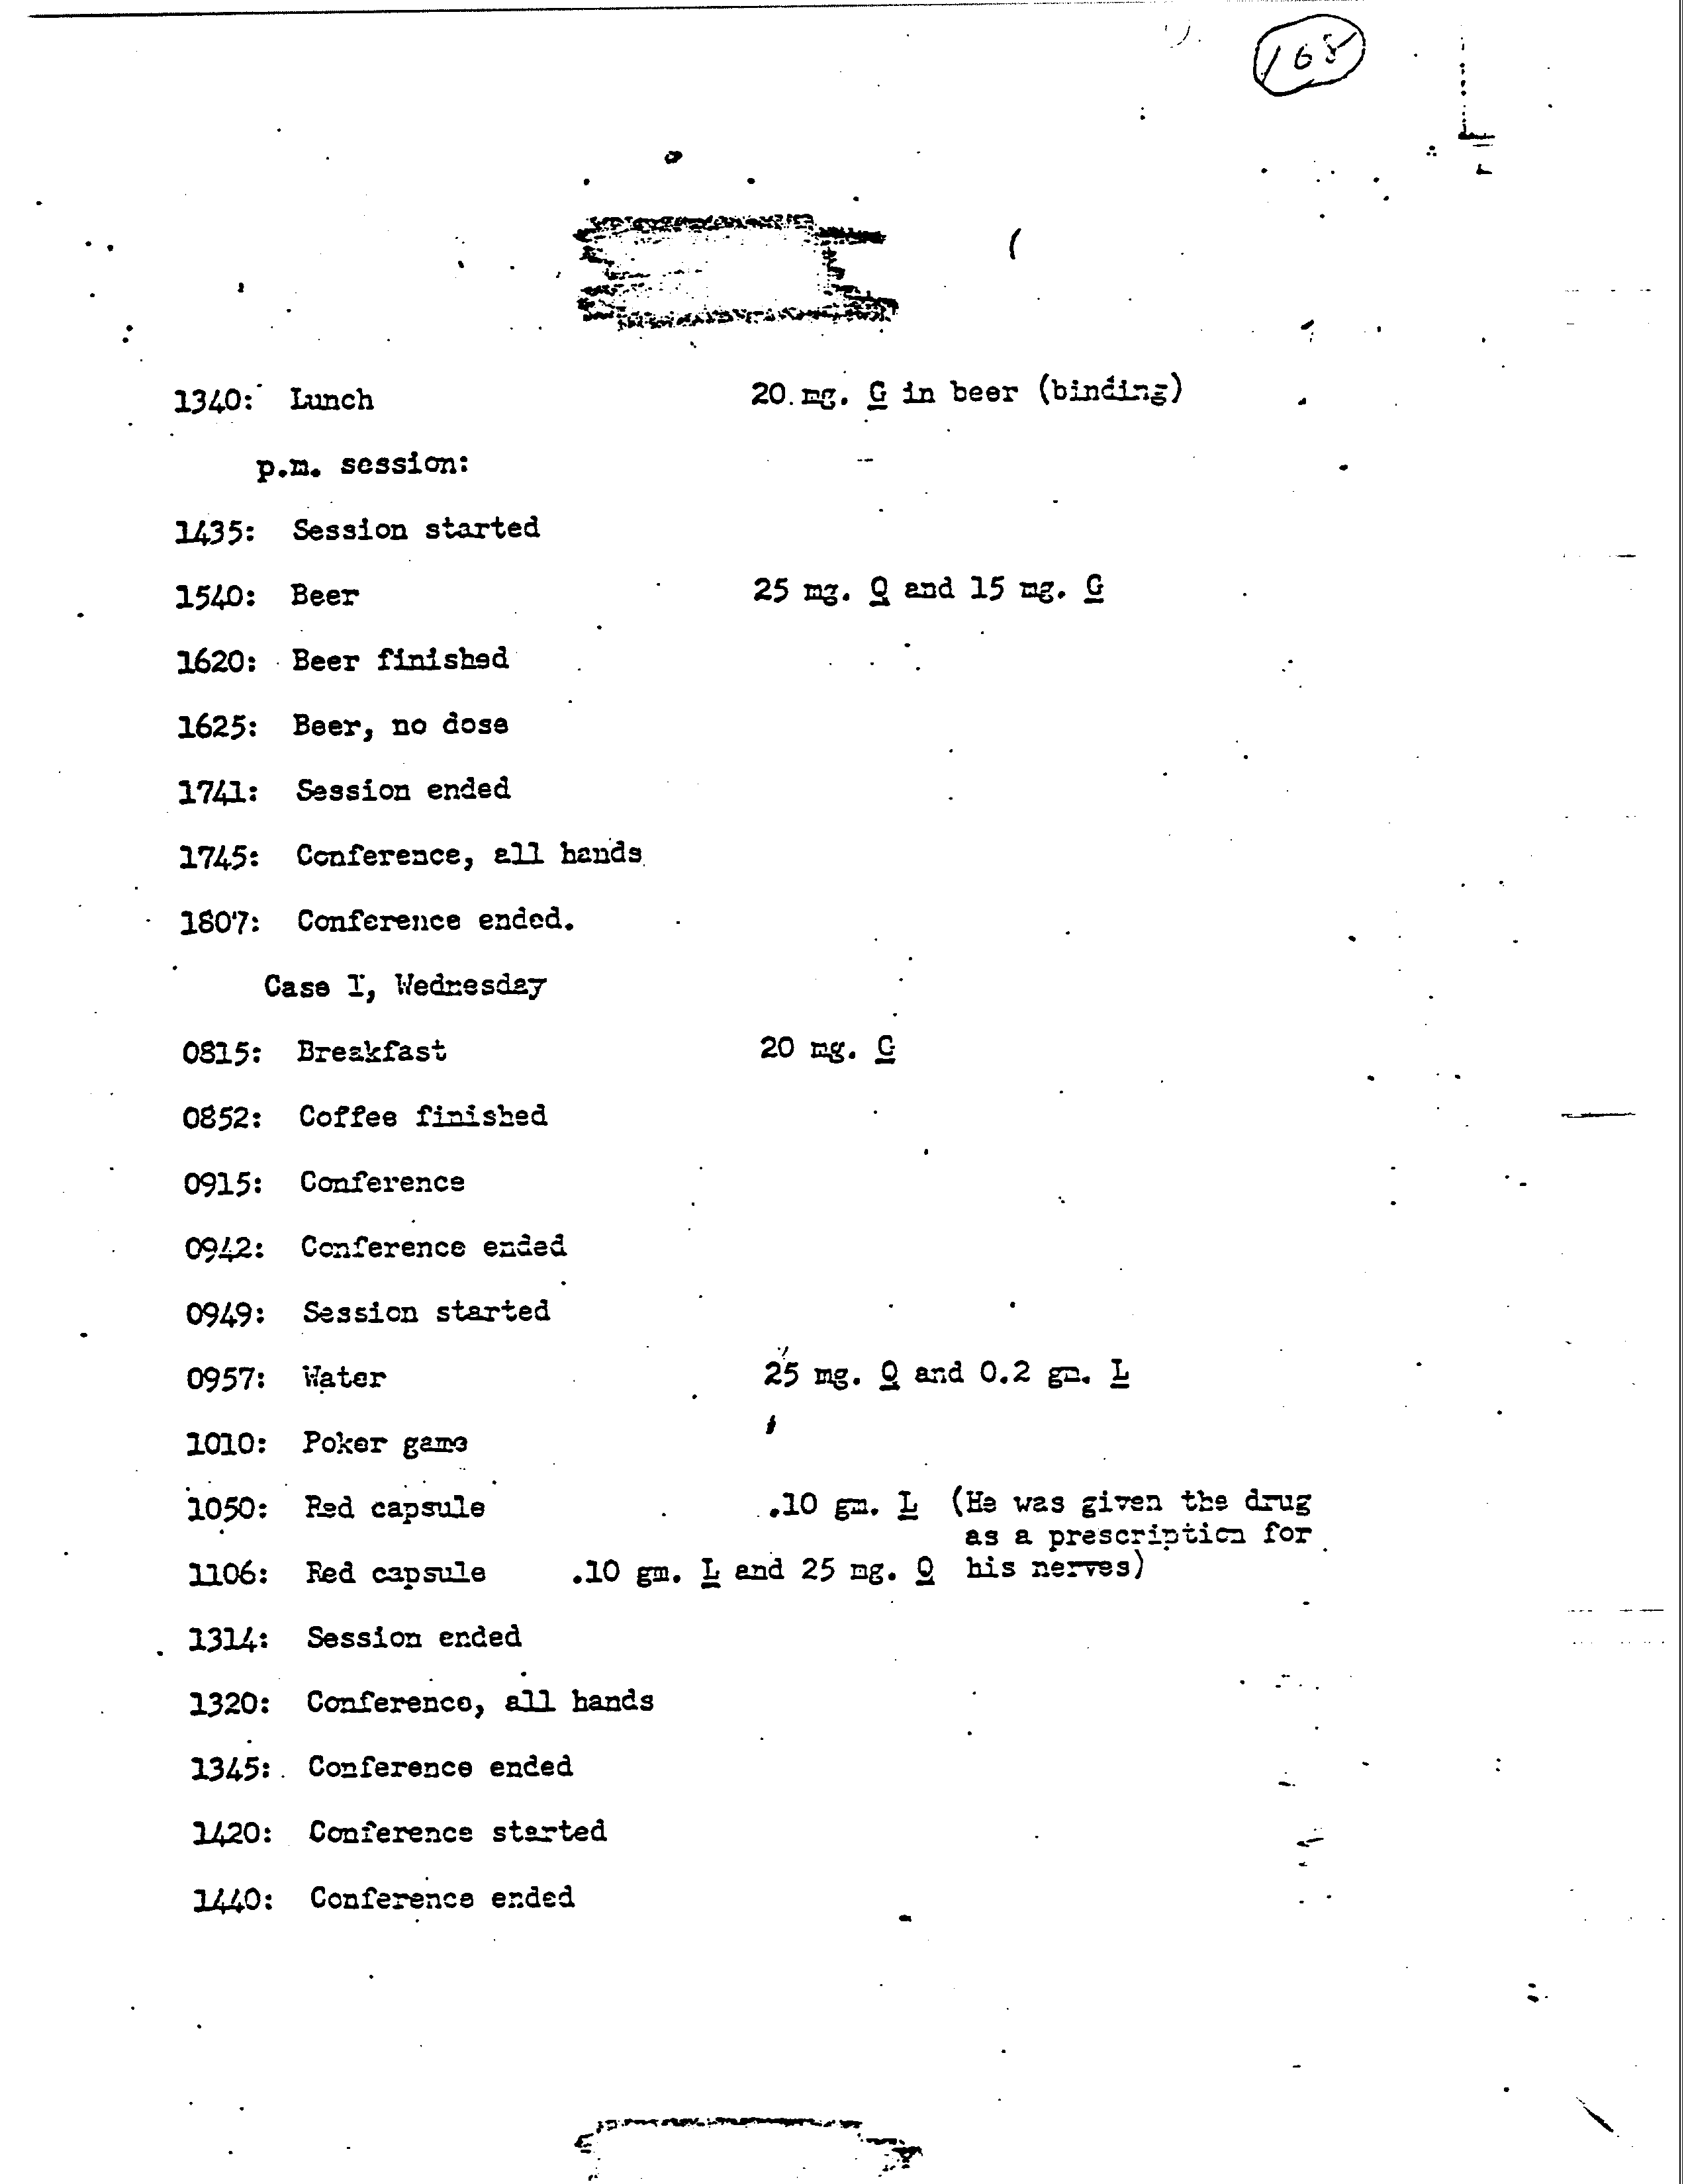 168
1340: Lunch 20 mg. G in beer (binding)
p.m. session:
1435: Session started
1540: Beer 25 mg. Q and 15 mg. G
1620: Beer finished
1625: Beer, no dose
1741: Session ended
1745: Conference, all hands
1807: Conference ended.
Case I, Wednesday
0815: Breakfast 20 mg. G
0852: Coffee finished
0915: Conference
0942: Conference ended
0949: Session started
0957: Water 25 mg. Q and 0.2 gm. L
1010: Poker game
1050: Red capsule .10 gm. L (He was given the drug
as a prescription for
1106: Red capsule .10 gm. L and 25 mg. Q his nerves)
1314: Session ended
1320: Conference, all hands
1345: Conference ended
1420: Conference started
1440: Conference ended